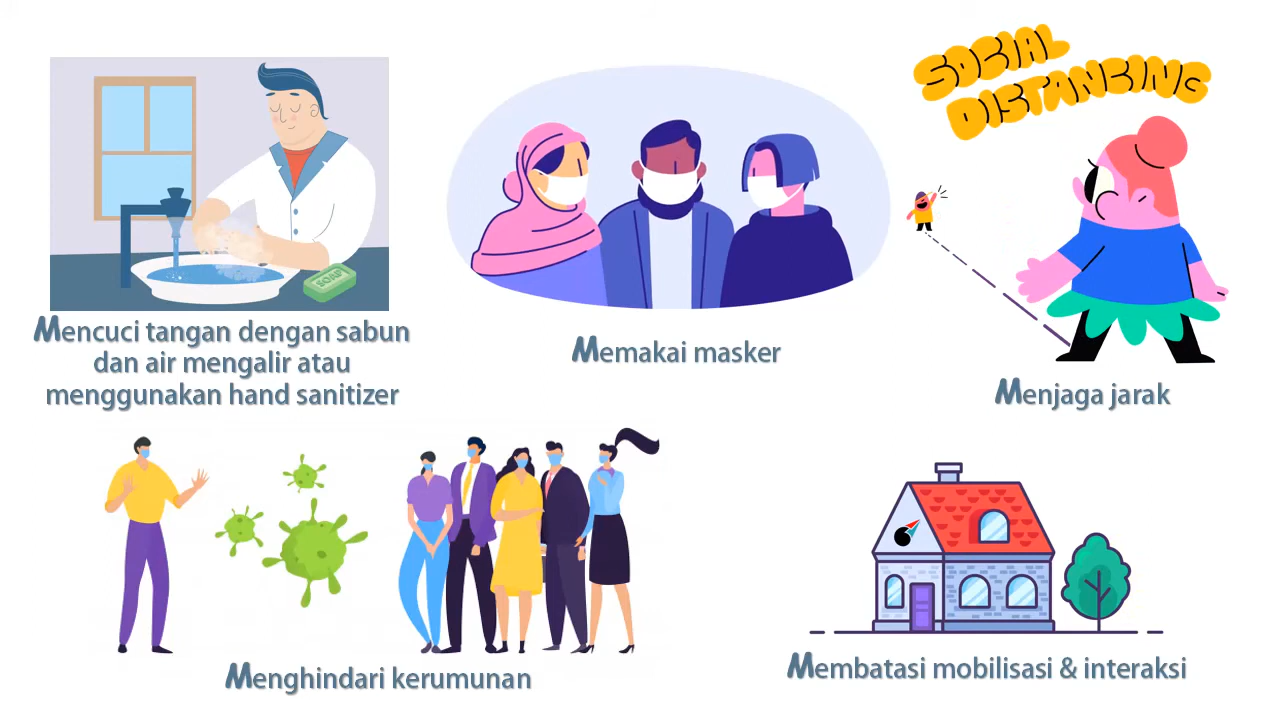 SOCIAL
DISTANCING
SOAP
Mencuci tangan dengan sabun
dan air mengalir atau
menggunakan hand sanitizer
Memakai masker
Menjaga jarak
Menghindari kerumunan
Membatasi mobilisasi & interaksi